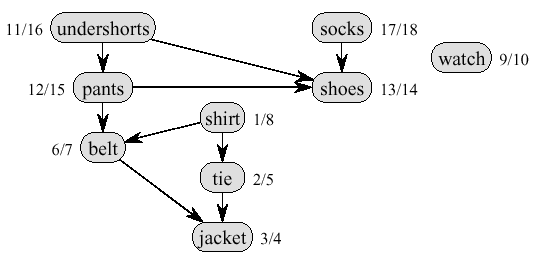 11/16 undershorts socks 17/18
watch 9/10
12/15 pants shoes 13/14
shirt 1/8
6/7 belt
tie 2/5
jacket 3/4